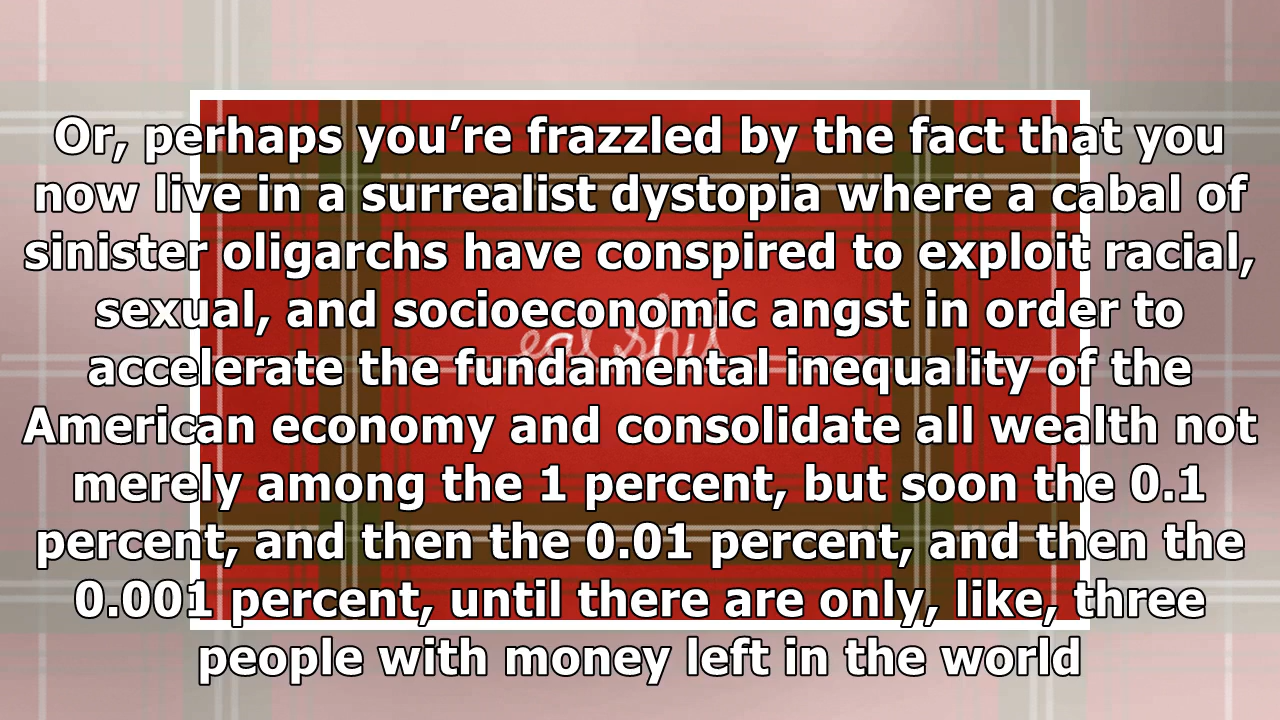 Or, perhaps you’re frazzled by the fact that you
now live in a surrealist dystopia where a cabal of
sinister oligarchs have conspired to exploit racial,
sexual, and socioeconomic angst in order to
accelerate the fundamental inequality of the
American economy and consolidate all wealth not
merely among the 1 percent, but soon the 0.1
percent, and then the 0.01 percent, and then the
0.001 percent, until there are only, like, three
people with money left in the world
eat shit